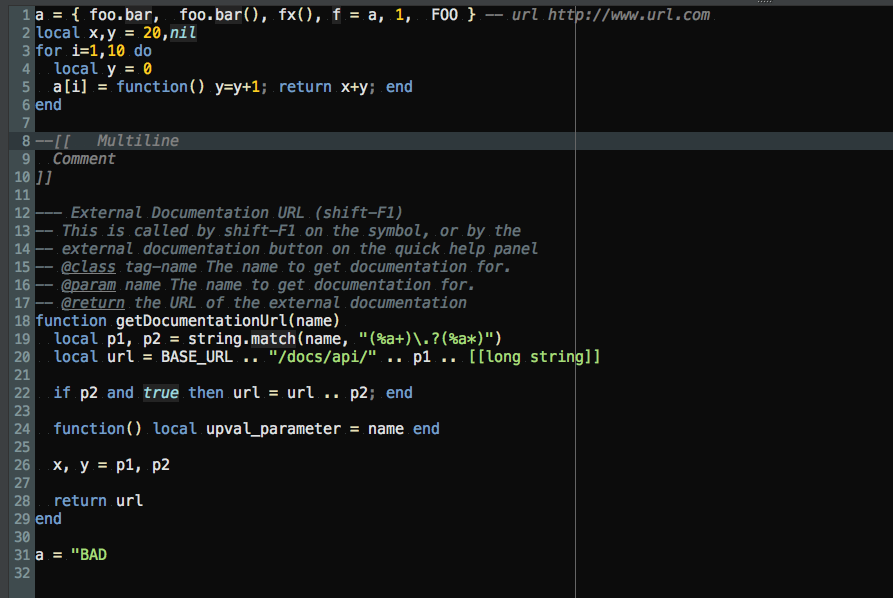 1 a = { foo.bar,  foo.bar(), fx(), f = a, 1,  FOO } -- url http://www.url.com
2 local x,y = 20,nil
3 for i=1,10 do
4   local y = 0
5   a[i] = function() y=y+1; return x+y; end
6 end
7
8 --[[   Multiline
9   Comment
10 ]]
11
12 --- External Documentation URL (shift-F1)
13 -- This is called by shift-F1 on the symbol, or by the
14 -- external documentation button on the quick help panel
15 -- @class tag-name The name to get documentation for.
16 -- @param name The name to get documentation for.
17 -- @return the URL of the external documentation
18 function getDocumentationUrl(name)
19   local p1, p2 = string.match(name, "(%a+)\.?(%a*)")
20   local url = BASE_URL .. "/docs/api/" .. p1 .. [[long string]]
21
22   if p2 and true then url = url .. p2; end
23
24   function() local upval_parameter = name end
25
26   x, y = p1, p2
27
28   return url
29 end
30
31 a = "BAD
32